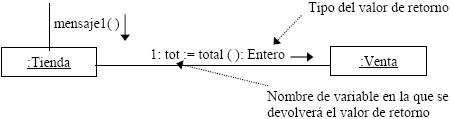 Tipo del valor de retorno
mensaje1( )
1: tot := total ( ): Entero
:Tienda
:Venta
Nombre de variable en la que se
devolverá el valor de retorno